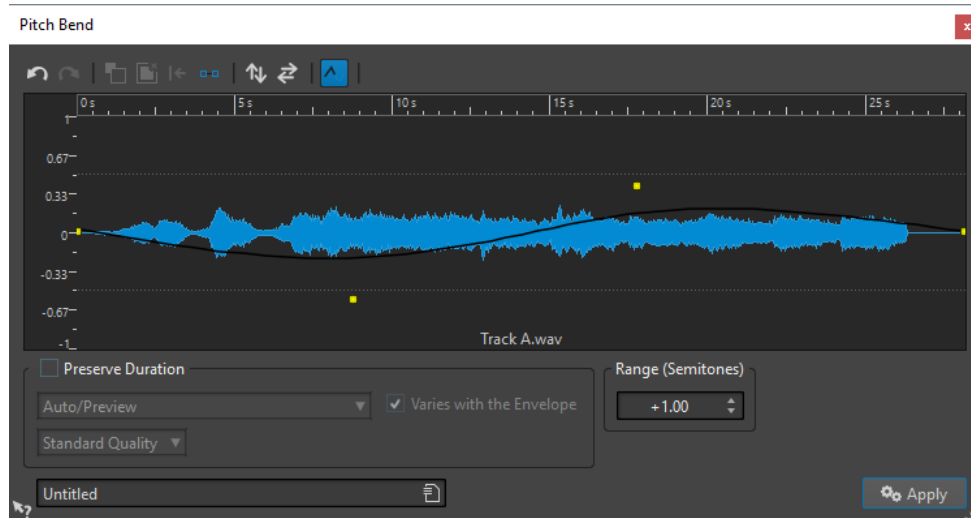 Pitch Bend
x
0 s 5 s 10 s 15 s 20 s 25 s
1
0.67
0.33
0
-0.33
-0.67
-1
Track A.wav
Preserve Duration
Range (Semitones)
Auto/Preview
Varies with the Envelope
+1.00
Standard Quality
Untitled
Apply
?